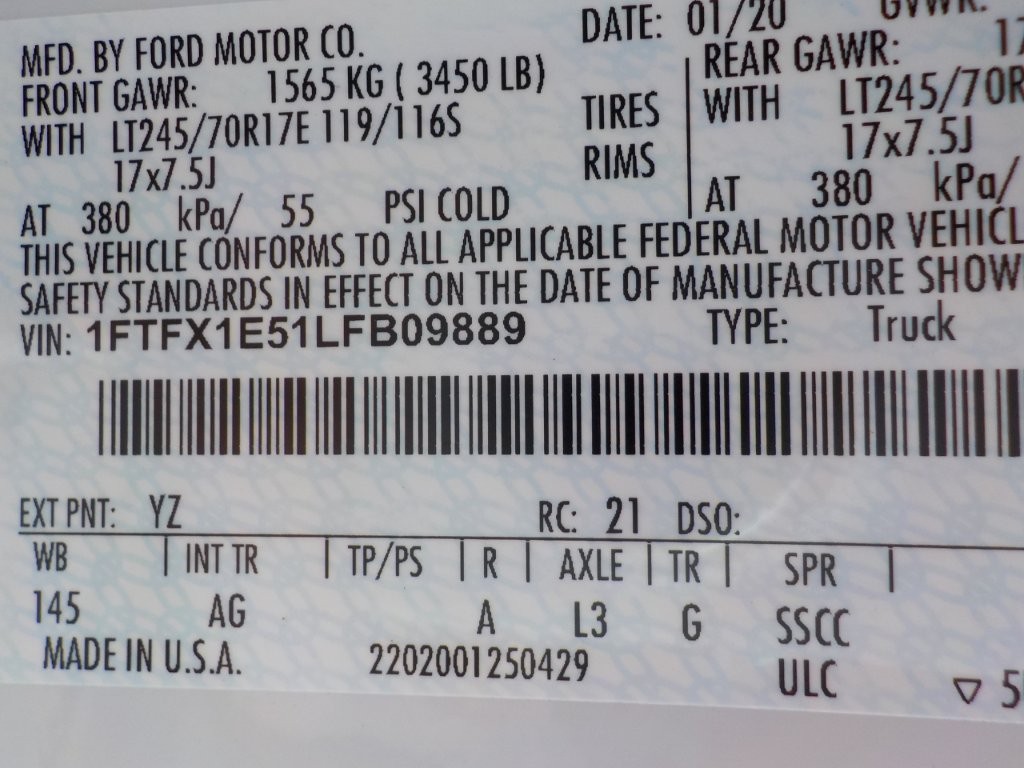 MFD. BY FORD MOTOR CO. DATE: 01/20 GVWR:
FRONT GAWR: 1565 KG ( 3450 LB) REAR GAWR: 17
WITH LT245/70R17E 119/116S TIRES WITH LT245/70R
17x7.5J RIMS 17x7.5J
AT 380 kPa/ 55 PSI COLD AT 380 kPa/
THIS VEHICLE CONFORMS TO ALL APPLICABLE FEDERAL MOTOR VEHICL
SAFETY STANDARDS IN EFFECT ON THE DATE OF MANUFACTURE SHOW
VIN: 1FTFX1E51LFB09889 TYPE: Truck
EXT PNT: YZ RC: 21 DSO:
WB INT TR TP/PS R AXLE TR SPR
145 AG A L3 G SSCC
MADE IN U.S.A. 2202001250429 ULC ▽ 5